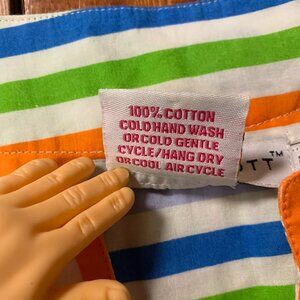 100% COTTON
COLD HAND WASH
OR COLD GENTLE
CYCLE/HANG DRY
OR COOL AIR CYCLE